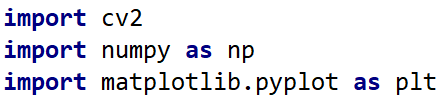 import cv2
import numpy as np
import matplotlib.pyplot as plt